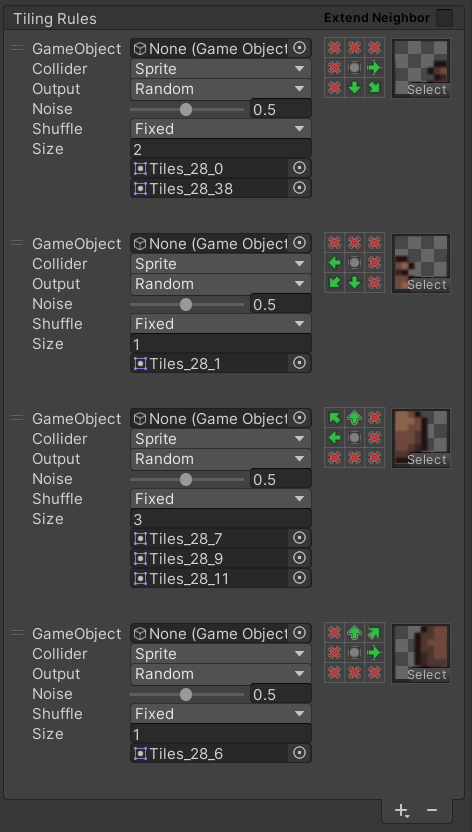 Tiling Rules Extend Neighbor
GameObject None (Game Object
Collider Sprite
Output Random
Noise 0.5
Shuffle Fixed
Size 2
Tiles_28_0
Tiles_28_38
Select
GameObject None (Game Object
Collider Sprite
Output Random
Noise 0.5
Shuffle Fixed
Size 1
Tiles_28_1
Select
GameObject None (Game Object
Collider Sprite
Output Random
Noise 0.5
Shuffle Fixed
Size 3
Tiles_28_7
Tiles_28_9
Tiles_28_11
Select
GameObject None (Game Object
Collider Sprite
Output Random
Noise 0.5
Shuffle Fixed
Size 1
Tiles_28_6
Select